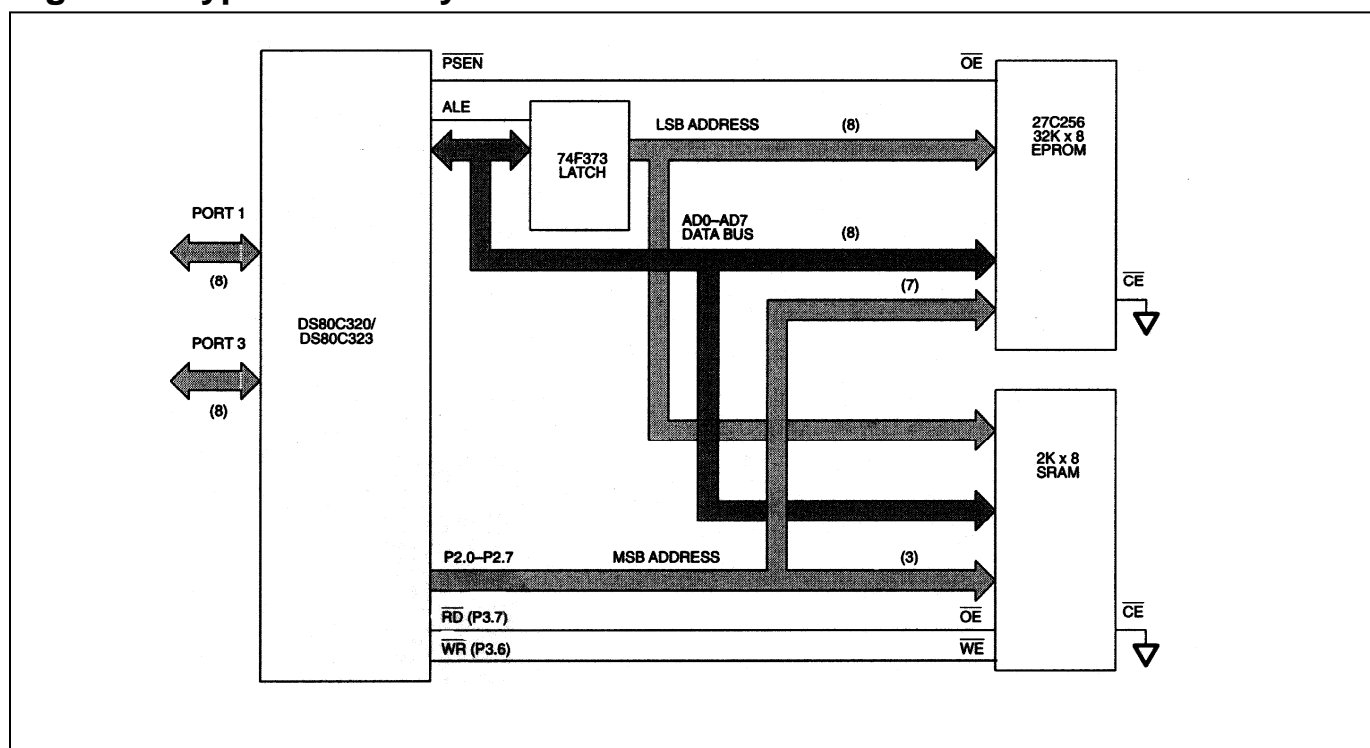 PSEN
OE
ALE
LSB ADDRESS
(8)
27C256
32K x 8
EPROM
74F373
LATCH
PORT 1
(8)
AD0–AD7
DATA BUS
(8)
(7)
CE
DS80C320/
DS80C323
PORT 3
(8)
2K x 8
SRAM
P2.0–P2.7
MSB ADDRESS
(3)
RD (P3.7)
OE
CE
WR (P3.6)
WE